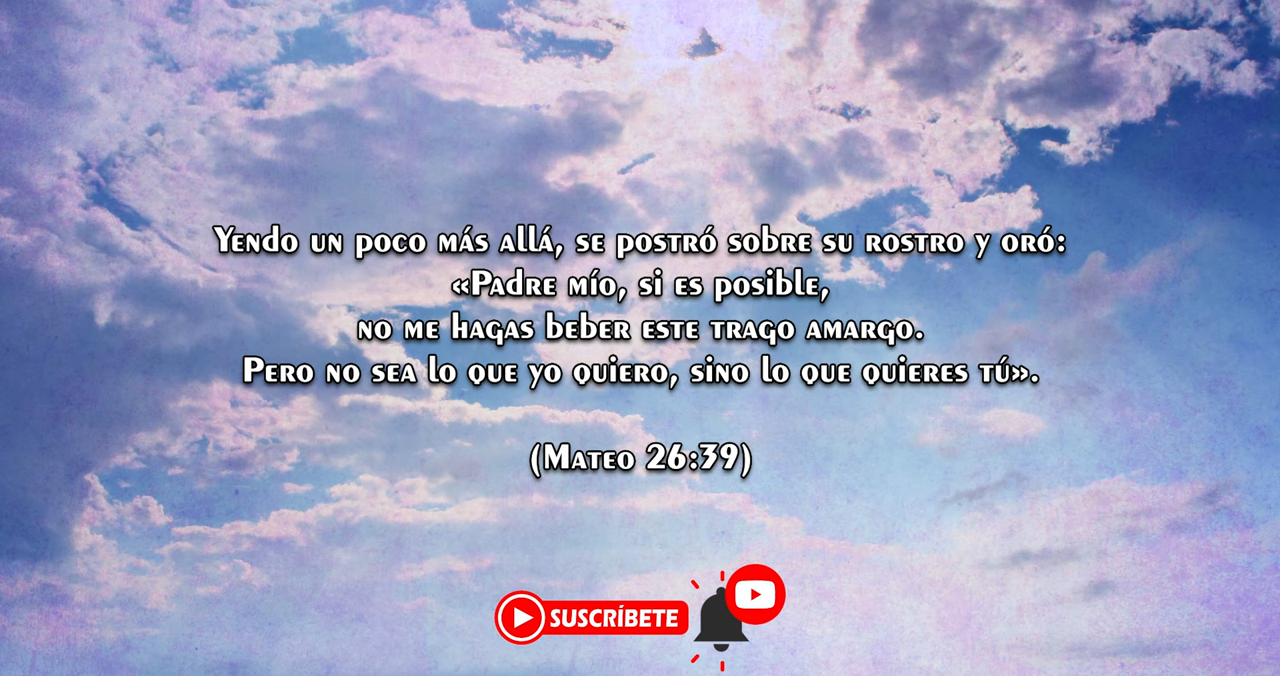 Yendo un poco más allá, se postró sobre su rostro y oró:
«Padre mío, si es posible,
no me hagas beber este trago amargo.
Pero no sea lo que yo quiero, sino lo que quieres tú».
(Mateo 26:39)
SUSCRÍBETE